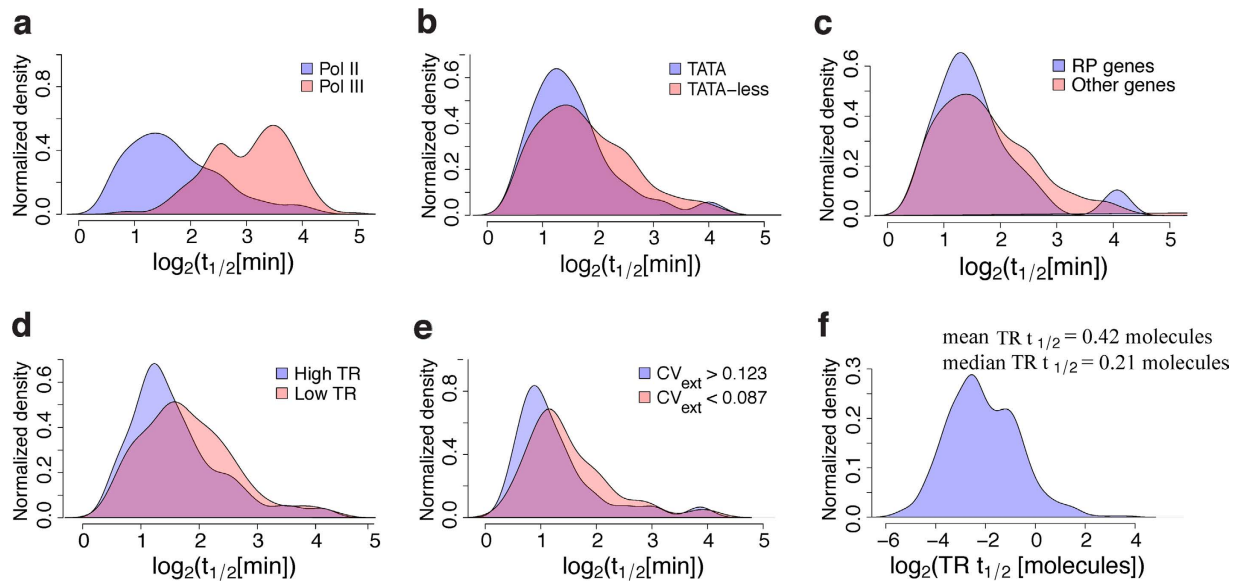 a
Normalized density
0.0 0.4 0.8
Pol II
Pol III
0 1 2 3 4 5
log₂(t₁/₂[min])
b
Normalized density
0.0 0.2 0.4 0.6
TATA
TATA−less
0 1 2 3 4 5
log₂(t₁/₂[min])
c
Normalized density
0.0 0.2 0.4 0.6
RP genes
Other genes
0 1 2 3 4 5
log₂(t₁/₂[min])
d
Normalized density
0.0 0.2 0.4 0.6
High TR
Low TR
0 1 2 3 4 5
log₂(t₁/₂[min])
e
Normalized density
0.0 0.2 0.4 0.6 0.8
CVext > 0.123
CVext < 0.087
0 1 2 3 4 5
log₂(t₁/₂[min])
f
mean TR t 1/2 = 0.42 molecules
median TR t 1/2 = 0.21 molecules
Normalized density
0.0 0.1 0.2 0.3
−6 −4 −2 0 2 4
log₂(TR t₁/₂ [molecules])